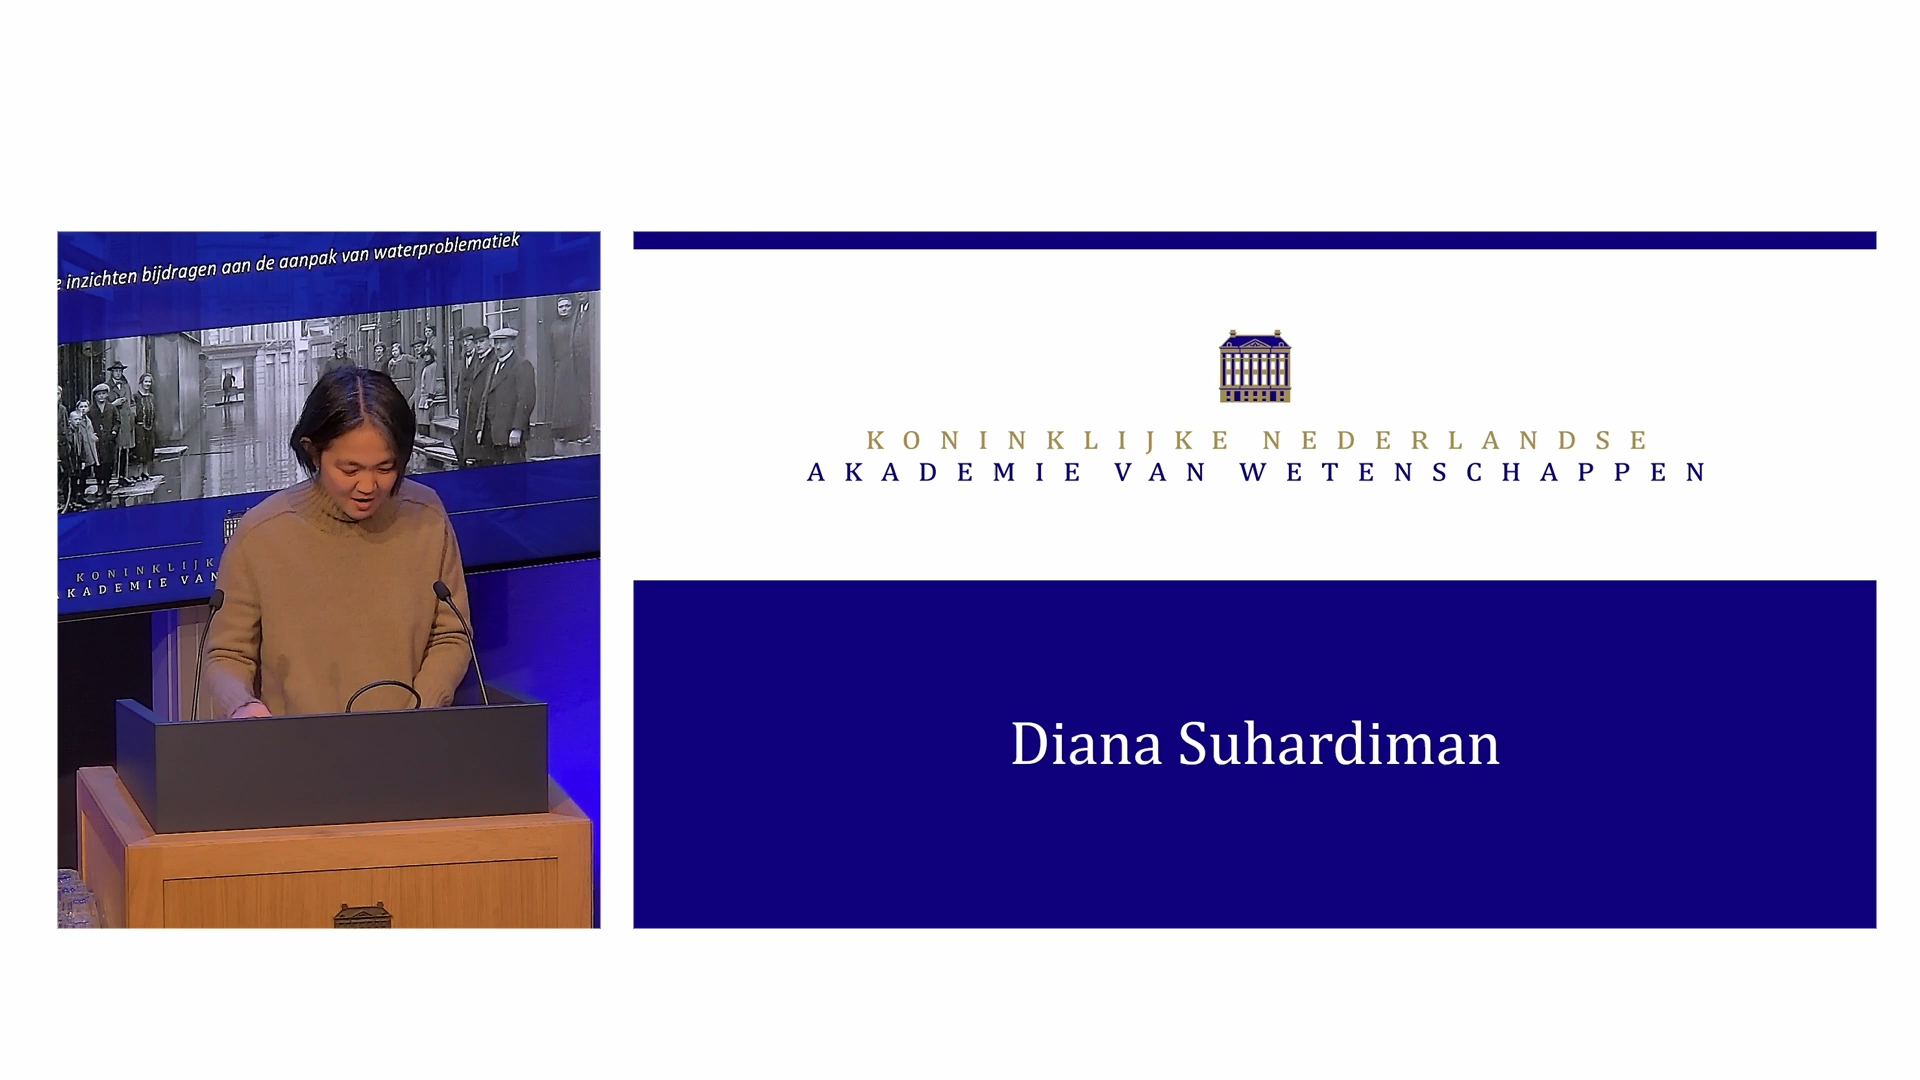 inzichten bijdragen aan de aanpak van waterproblematiek
KONINKLIJK
AKADEMIE VAN
KONINKLIJKE NEDERLANDSE
AKADEMIE VAN WETENSCHAPPEN
Diana Suhardiman